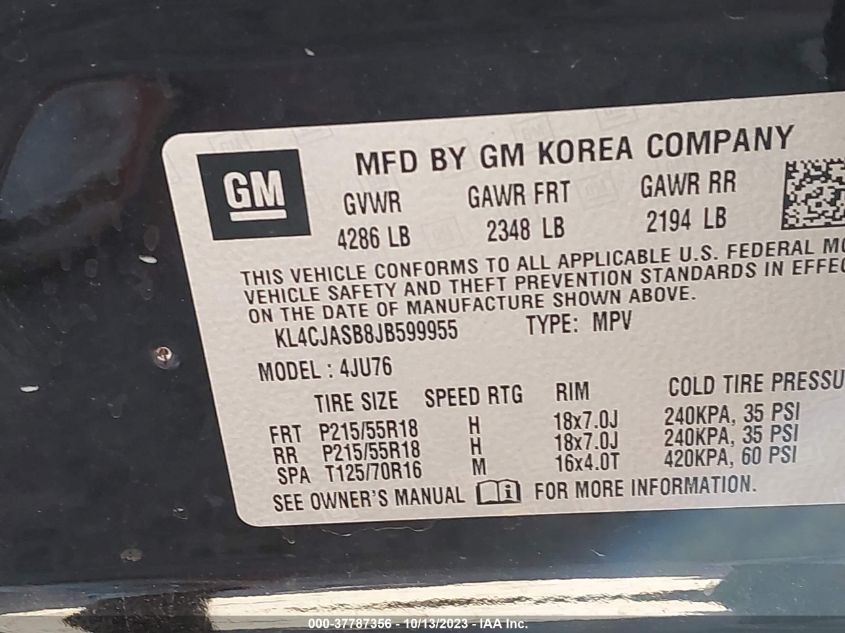 GM
MFD BY GM KOREA COMPANY
GVWR GAWR FRT GAWR RR
4286 LB 2348 LB 2194 LB
THIS VEHICLE CONFORMS TO ALL APPLICABLE U.S. FEDERAL
VEHICLE SAFETY AND THEFT PREVENTION STANDARDS IN
ON THE DATE OF MANUFACTURE SHOWN ABOVE.
KL4CJASB8JB599955 TYPE: MPV
MODEL : 4JU76
TIRE SIZE SPEED RTG RIM COLD TIRE
FRT P215/55R18 H 18x7.0J 240KPA, 35 PSI
RR P215/55R18 H 18x7.0J 240KPA, 35 PSI
SPA T125/70R16 M 16x4.0T 420KPA, 60 PSI
SEE OWNER'S MANUAL FOR MORE INFORMATION.
000-37787356 - 10/13/2023 - IAA Inc.